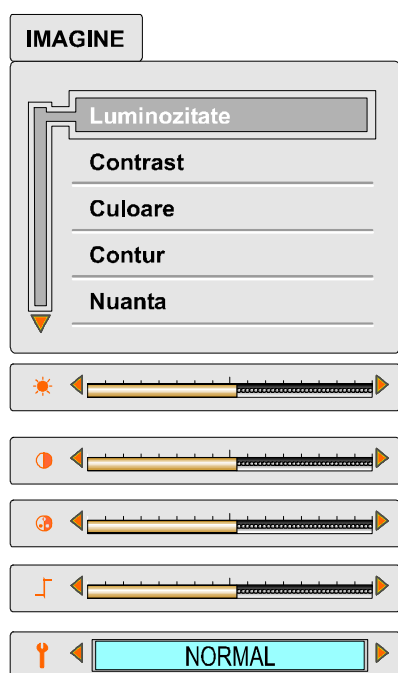 IMAGINE
Luminozitate
Contrast
Culoare
Contur
Nuanta
NORMAL